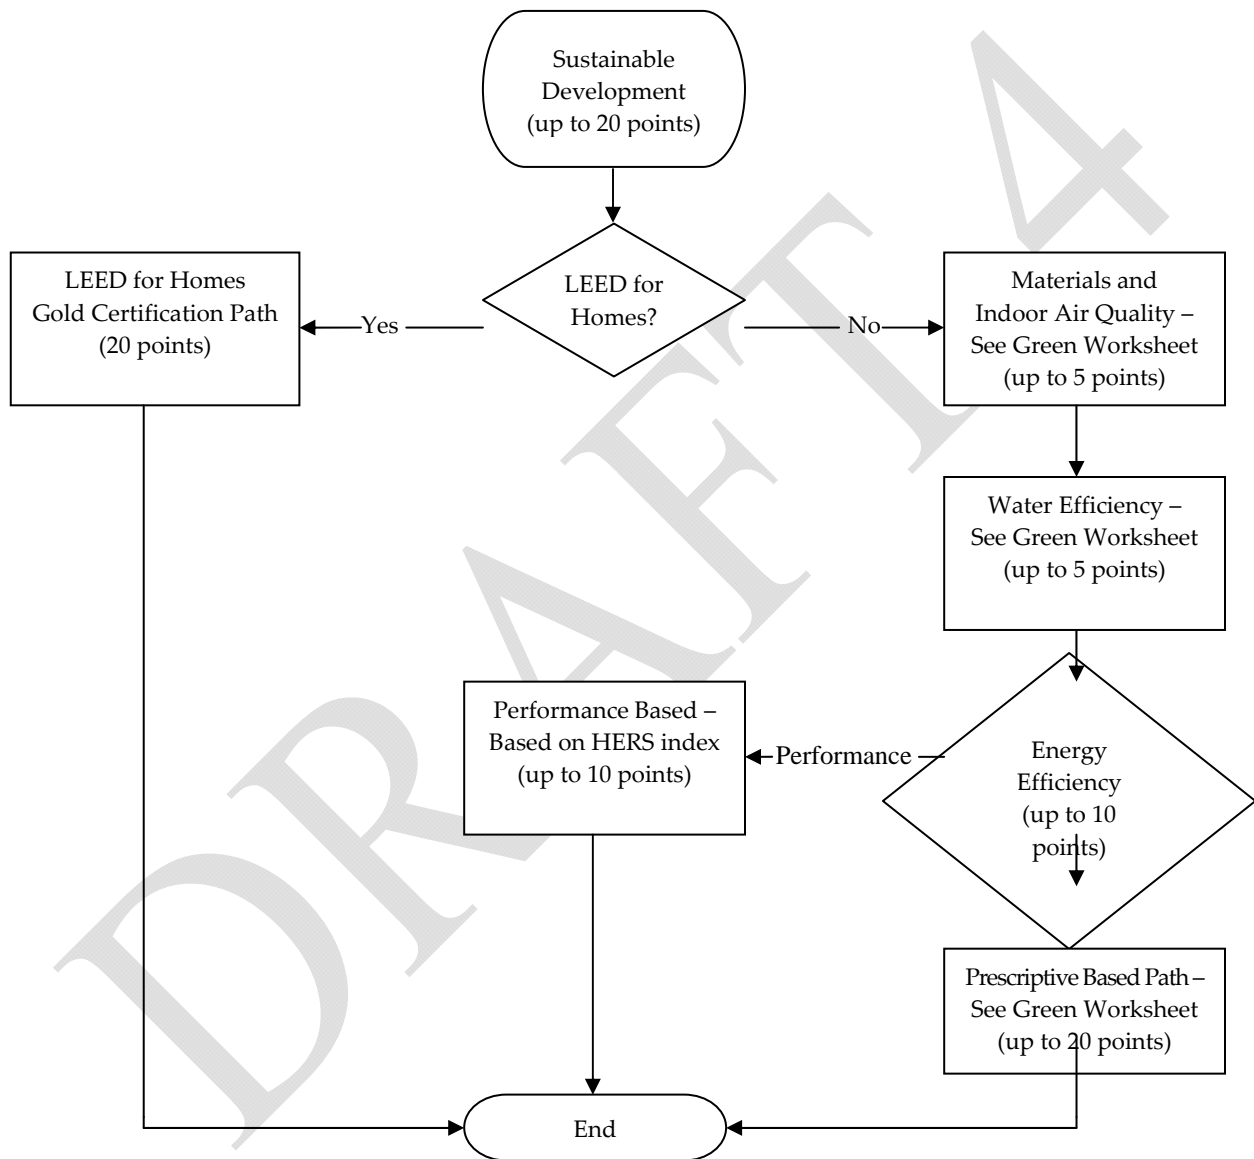 Sustainable
Development
(up to 20 points)
LEED for
Homes?
Yes
No
LEED for Homes
Gold Certification Path
(20 points)
Materials and
Indoor Air Quality –
See Green Worksheet
(up to 5 points)
Water Efficiency –
See Green Worksheet
(up to 5 points)
Energy
Efficiency
(up to 10
points)
Performance
Performance Based –
Based on HERS index
(up to 10 points)
Prescriptive Based Path –
See Green Worksheet
(up to 20 points)
End
DRAFT 4